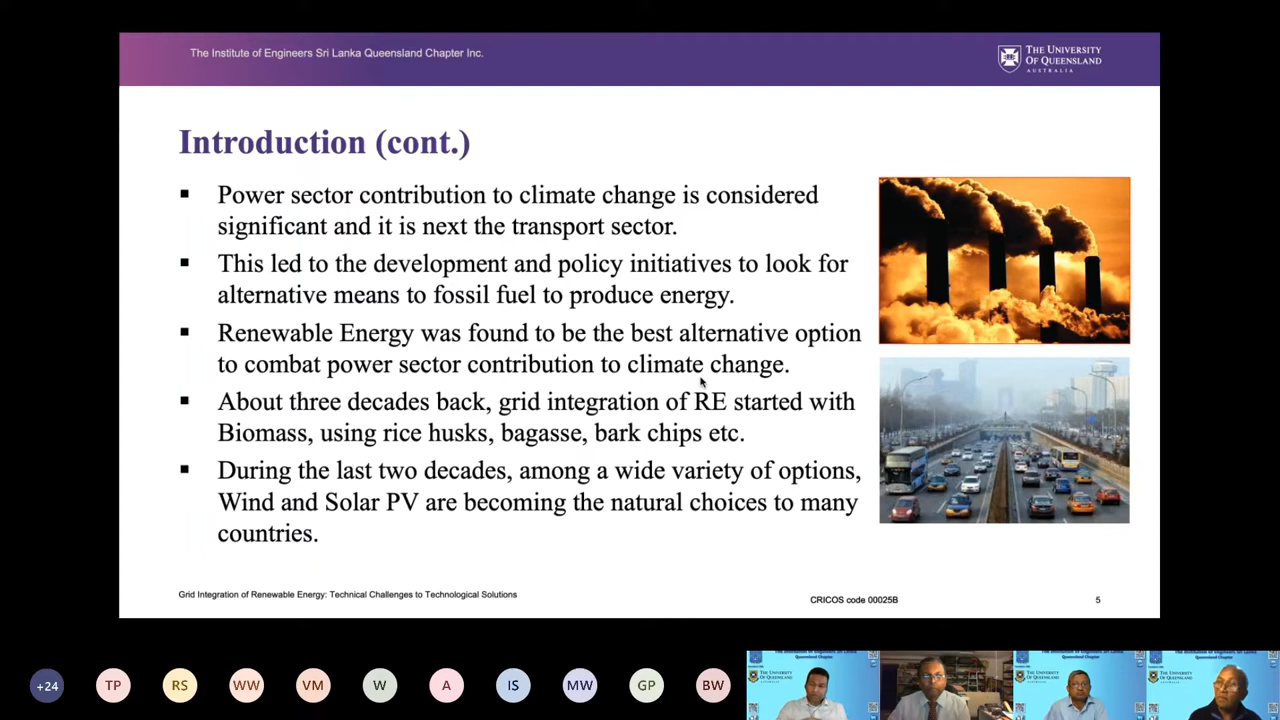 The Institute of Engineers Sri Lanka Queensland Chapter Inc.
THE UNIVERSITY
OF QUEENSLAND
AUSTRALIA
Introduction (cont.)
Power sector contribution to climate change is considered
significant and it is next the transport sector.
This led to the development and policy initiatives to look for
alternative means to fossil fuel to produce energy.
Renewable Energy was found to be the best alternative option
to combat power sector contribution to climate change.
About three decades back, grid integration of RE started with
Biomass, using rice husks, bagasse, bark chips etc.
During the last two decades, among a wide variety of options,
Wind and Solar PV are becoming the natural choices to many
countries.
Grid Integration of Renewable Energy: Technical Challenges to Technological Solutions
CRICOS code 00025B
5
+24
TP
RS
WW
VM
W
A
IS
MW
GP
BW